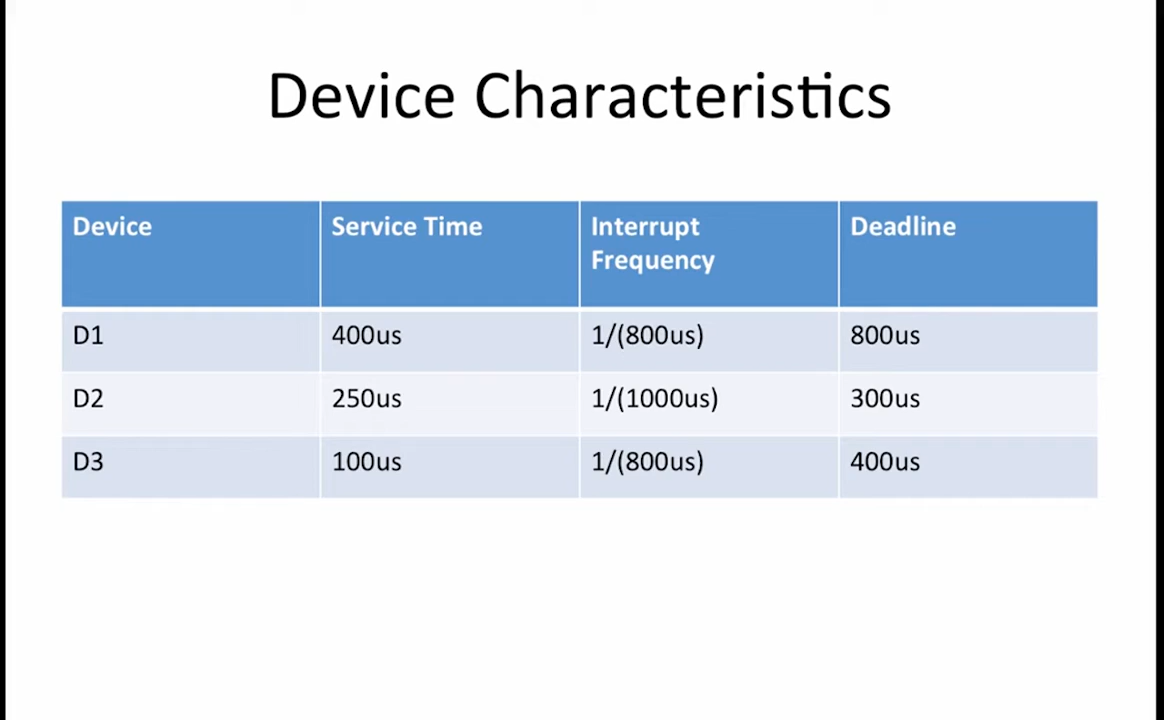 Device Characteristics
Device Service Time Interrupt Frequency Deadline
D1 400us 1/(800us) 800us
D2 250us 1/(1000us) 300us
D3 100us 1/(800us) 400us